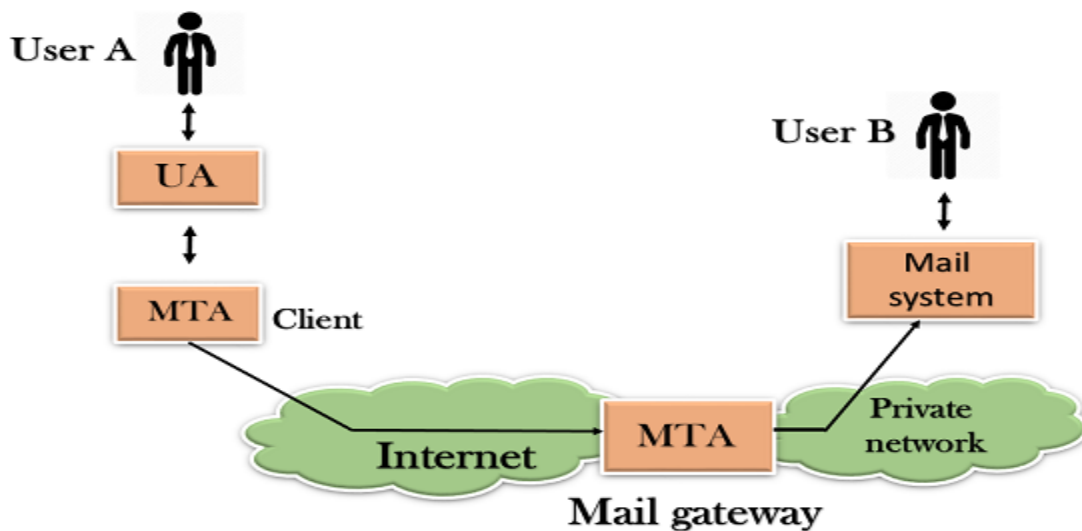 User A
User B
UA
Mail
system
MTA
Client
Private
network
MTA
Internet
Mail gateway